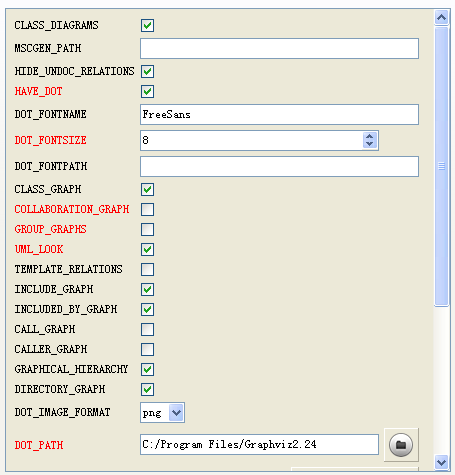 CLASS_DIAGRAMS
MSCGEN_PATH
HIDE_UNDOC_RELATIONS
HAVE_DOT
DOT_FONTNAME FreeSans
DOT_FONTSIZE 8
DOT_FONTPATH
CLASS_GRAPH
COLLABORATION_GRAPH
GROUP_GRAPHS
UML_LOOK
TEMPLATE_RELATIONS
INCLUDE_GRAPH
INCLUDED_BY_GRAPH
CALL_GRAPH
CALLER_GRAPH
GRAPHICAL_HIERARCHY
DIRECTORY_GRAPH
DOT_IMAGE_FORMAT png
DOT_PATH C:/Program Files/Graphviz2.24